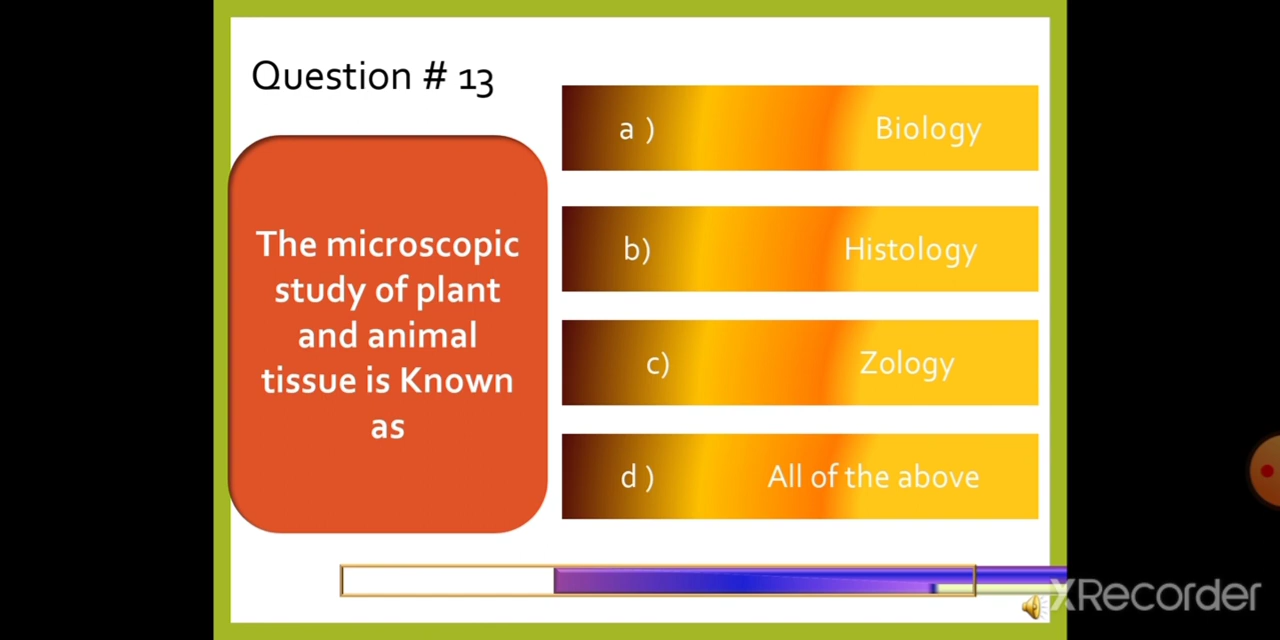 Question # 13
The microscopic
study of plant
and animal
tissue is Known
as
a ) Biology
b) Histology
c) Zology
d ) All of the above
XRecorder